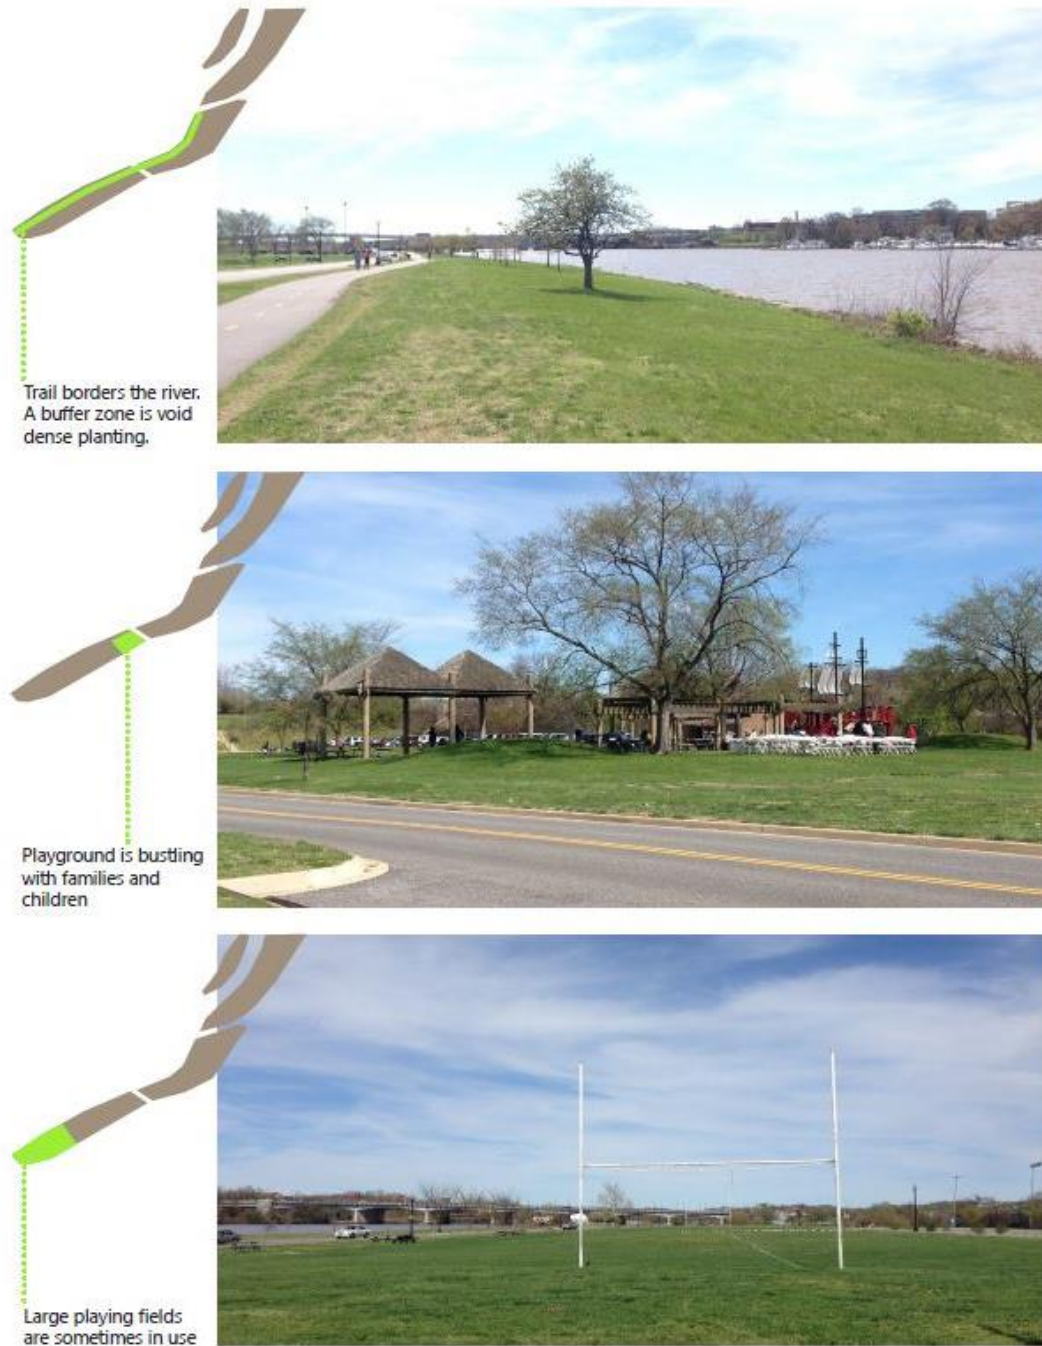 Trail borders the river.
A buffer zone is void
dense planting.
Playground is bustling
with families and
children
Large playing fields
are sometimes in use